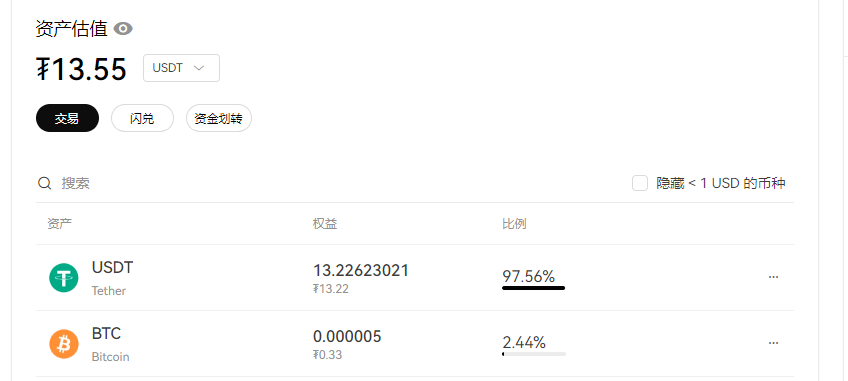 资产估值
₮13.55 USDT
交易 闪兑 资金划转
搜索 隐藏 < 1 USD 的币种
资产 权益 比例
USDT 13.22623021 97.56% ...
Tether ₮13.22
BTC 0.000005 2.44% ...
Bitcoin ₮0.33